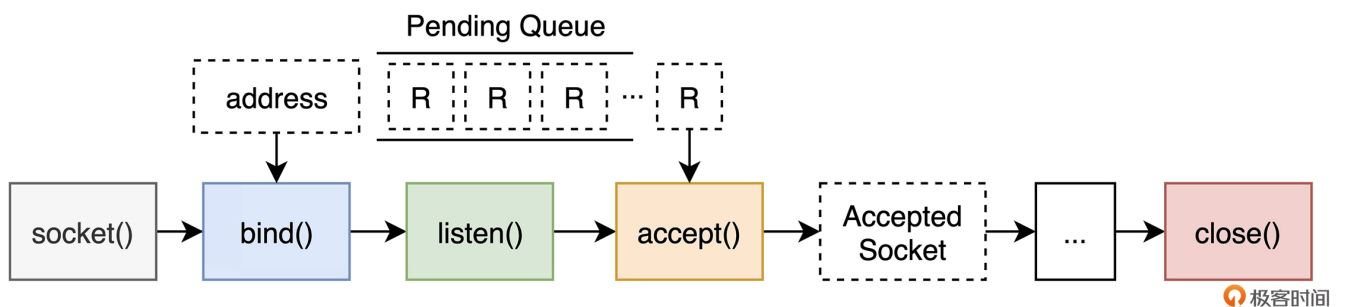 Pending Queue
address
R R R ... R
socket()
bind()
listen()
accept()
Accepted
Socket
...
close()
极客时间